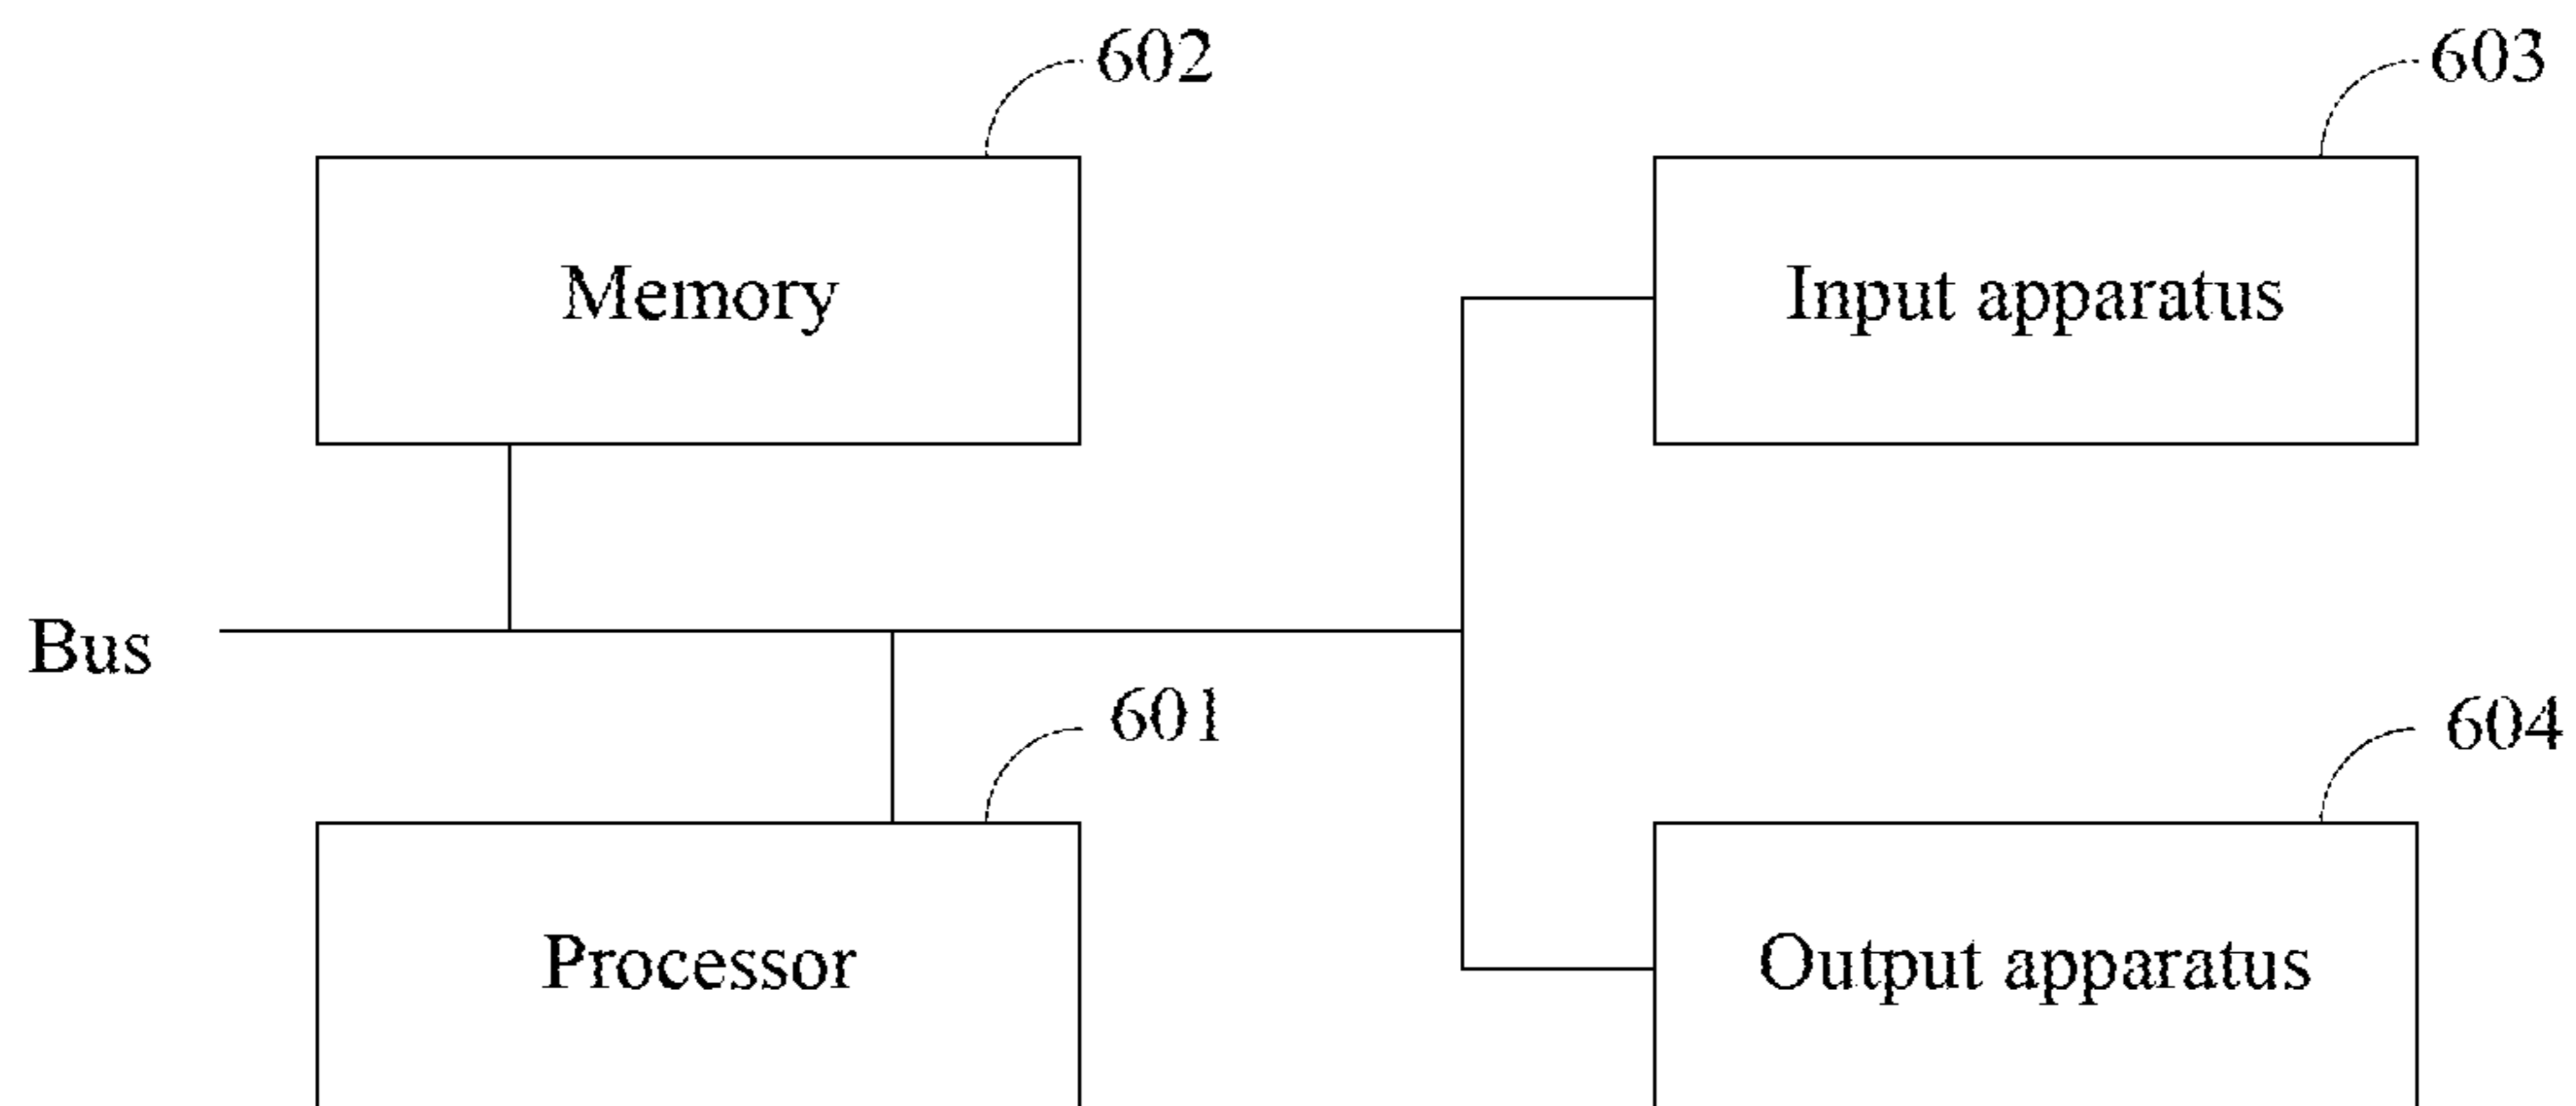 602
603
Memory
Input apparatus
Bus
601
604
Processor
Output apparatus